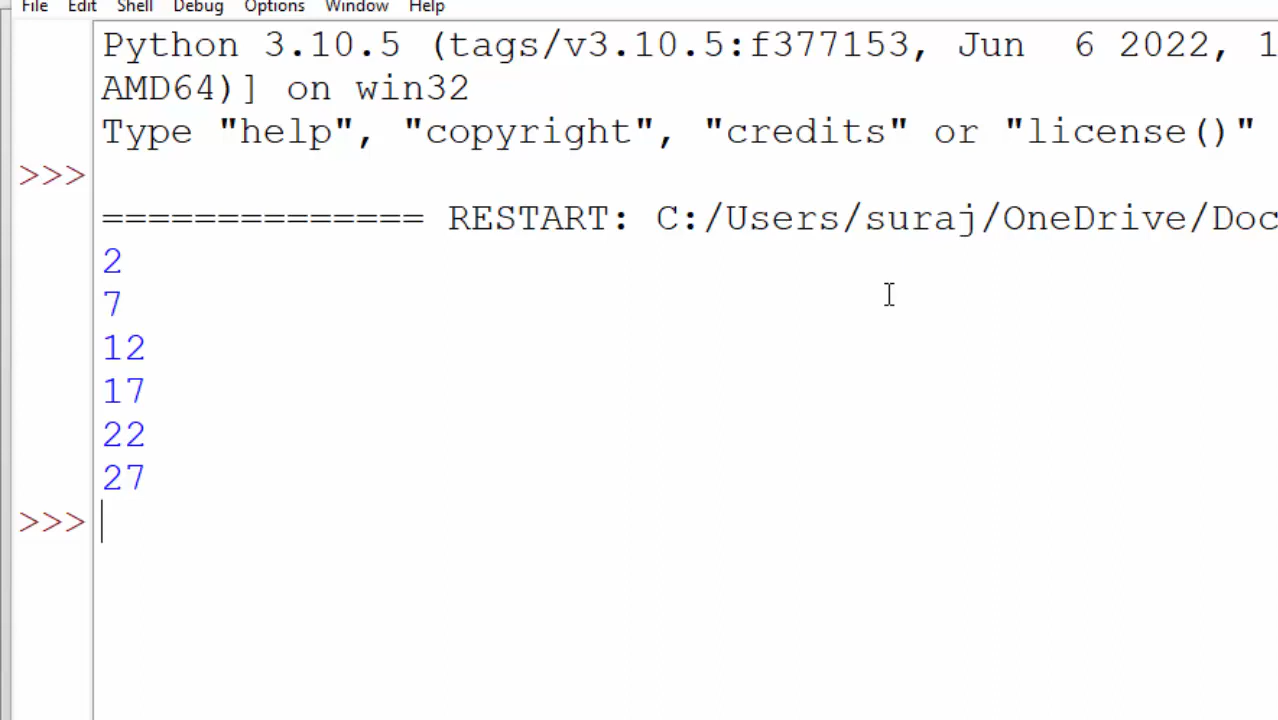 File Edit Shell Debug Options Window Help
Python 3.10.5 (tags/v3.10.5:f377153, Jun  6 2022, 1
AMD64)] on win32
Type "help", "copyright", "credits" or "license()"
>>>
============== RESTART: C:/Users/suraj/OneDrive/Doc
2
7
12
17
22
27
>>>